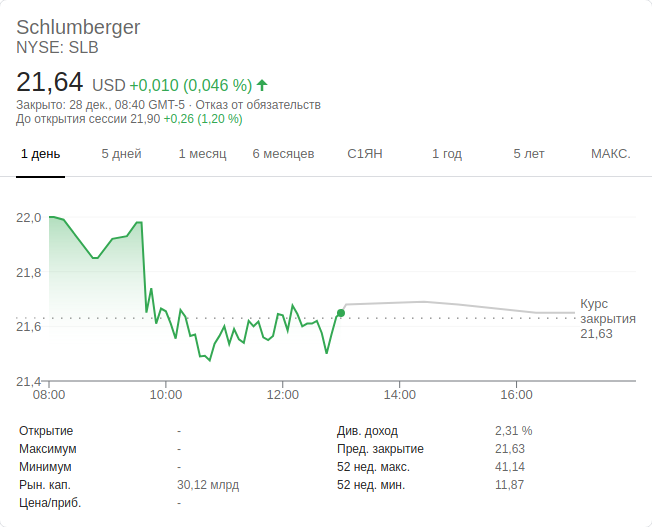 Schlumberger
NYSE: SLB
21,64 USD +0,010 (0,046 %)
Закрыто: 28 дек., 08:40 GMT-5 · Отказ от обязательств
До открытия сессии 21,90 +0,26 (1,20 %)
1 день 5 дней 1 месяц 6 месяцев С1ЯН 1 год 5 лет МАКС.
22,0
21,8
21,6
21,4
Курс
закрытия
21,63
08:00 10:00 12:00 14:00 16:00
Открытие - Див. доход 2,31 %
Максимум - Пред. закрытие 21,63
Минимум - 52 нед. макс. 41,14
Рын. кап. 30,12 млрд 52 нед. мин. 11,87
Цена/приб. -